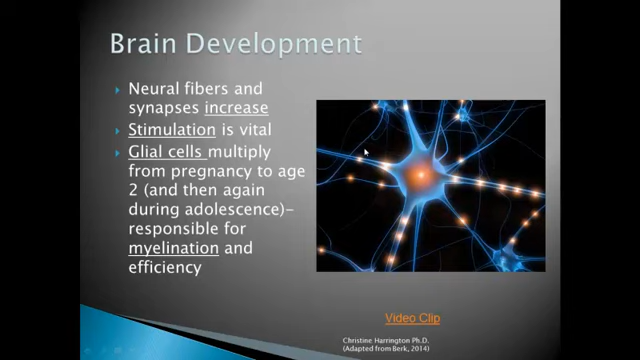 Brain Development
Neural fibers and
synapses increase
Stimulation is vital
Glial cells multiply
from pregnancy to age
2 (and then again
during adolescence)-
responsible for
myelination and
efficiency
Video Clip
Christine Harrington Ph.D.
(Adapted from Berk, 2014)